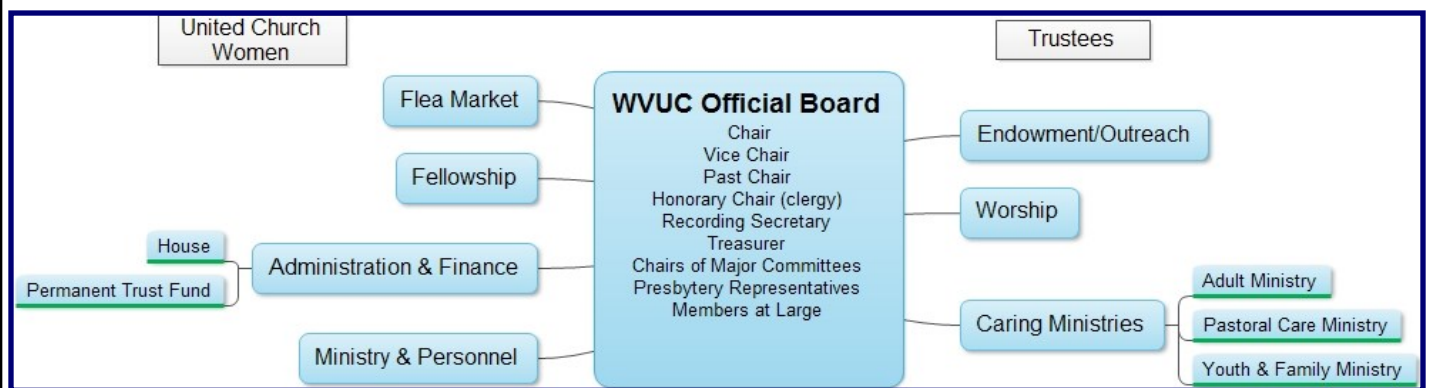 United Church
Women
Trustees
Flea Market
Fellowship
House
Permanent Trust Fund
Administration & Finance
Ministry & Personnel
WVUC Official Board
Chair
Vice Chair
Past Chair
Honorary Chair (clergy)
Recording Secretary
Treasurer
Chairs of Major Committees
Presbytery Representatives
Members at Large
Endowment/Outreach
Worship
Caring Ministries
Adult Ministry
Pastoral Care Ministry
Youth & Family Ministry